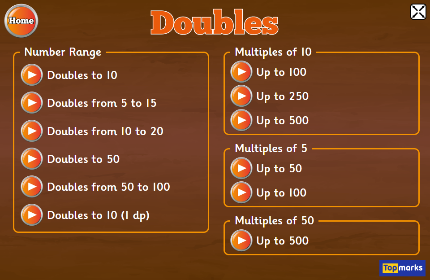 Home
Doubles
Number Range
Doubles to 10
Doubles from 5 to 15
Doubles from 10 to 20
Doubles to 50
Doubles from 50 to 100
Doubles to 10 (1 dp)
Multiples of 10
Up to 100
Up to 250
Up to 500
Multiples of 5
Up to 50
Up to 100
Multiples of 50
Up to 500
Topmarks